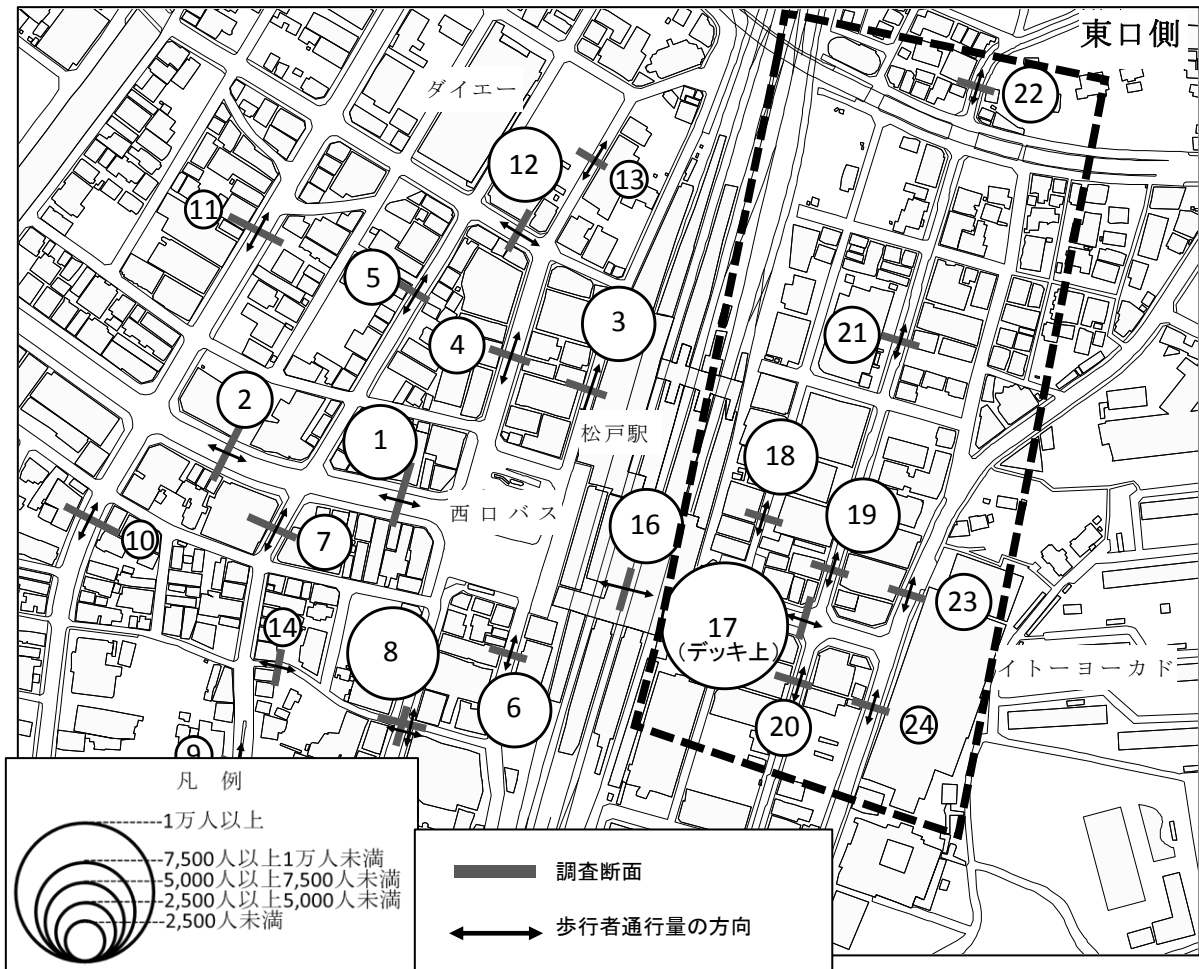 東口側
ダイエー
22
12
13
11
5
3
4
21
2
松戸駅
1
18
西口バス
16
19
7
10
23
14
17
(デッキ上)
8
イトーヨーカド
6
20
24
9
凡 例
1万人以上
7,500人以上1万人未満
5,000人以上7,500人未満
2,500人以上5,000人未満
2,500人未満
調査断面
歩行者通行量の方向